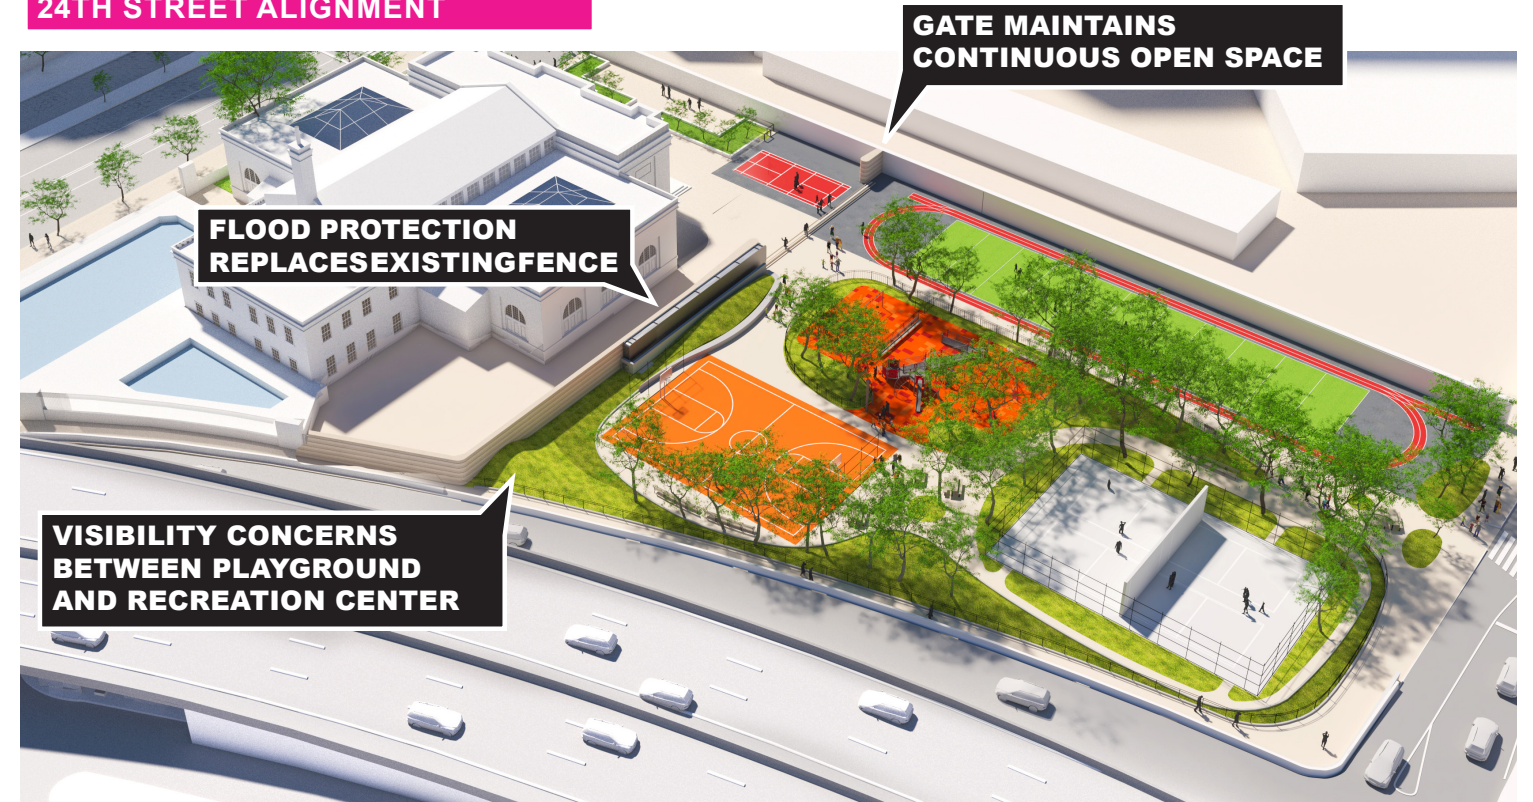 24TH STREET ALIGNMENT
GATE MAINTAINS
CONTINUOUS OPEN SPACE
FLOOD PROTECTION
REPLACESEXISTINGFENCE
VISIBILITY CONCERNS
BETWEEN PLAYGROUND
AND RECREATION CENTER